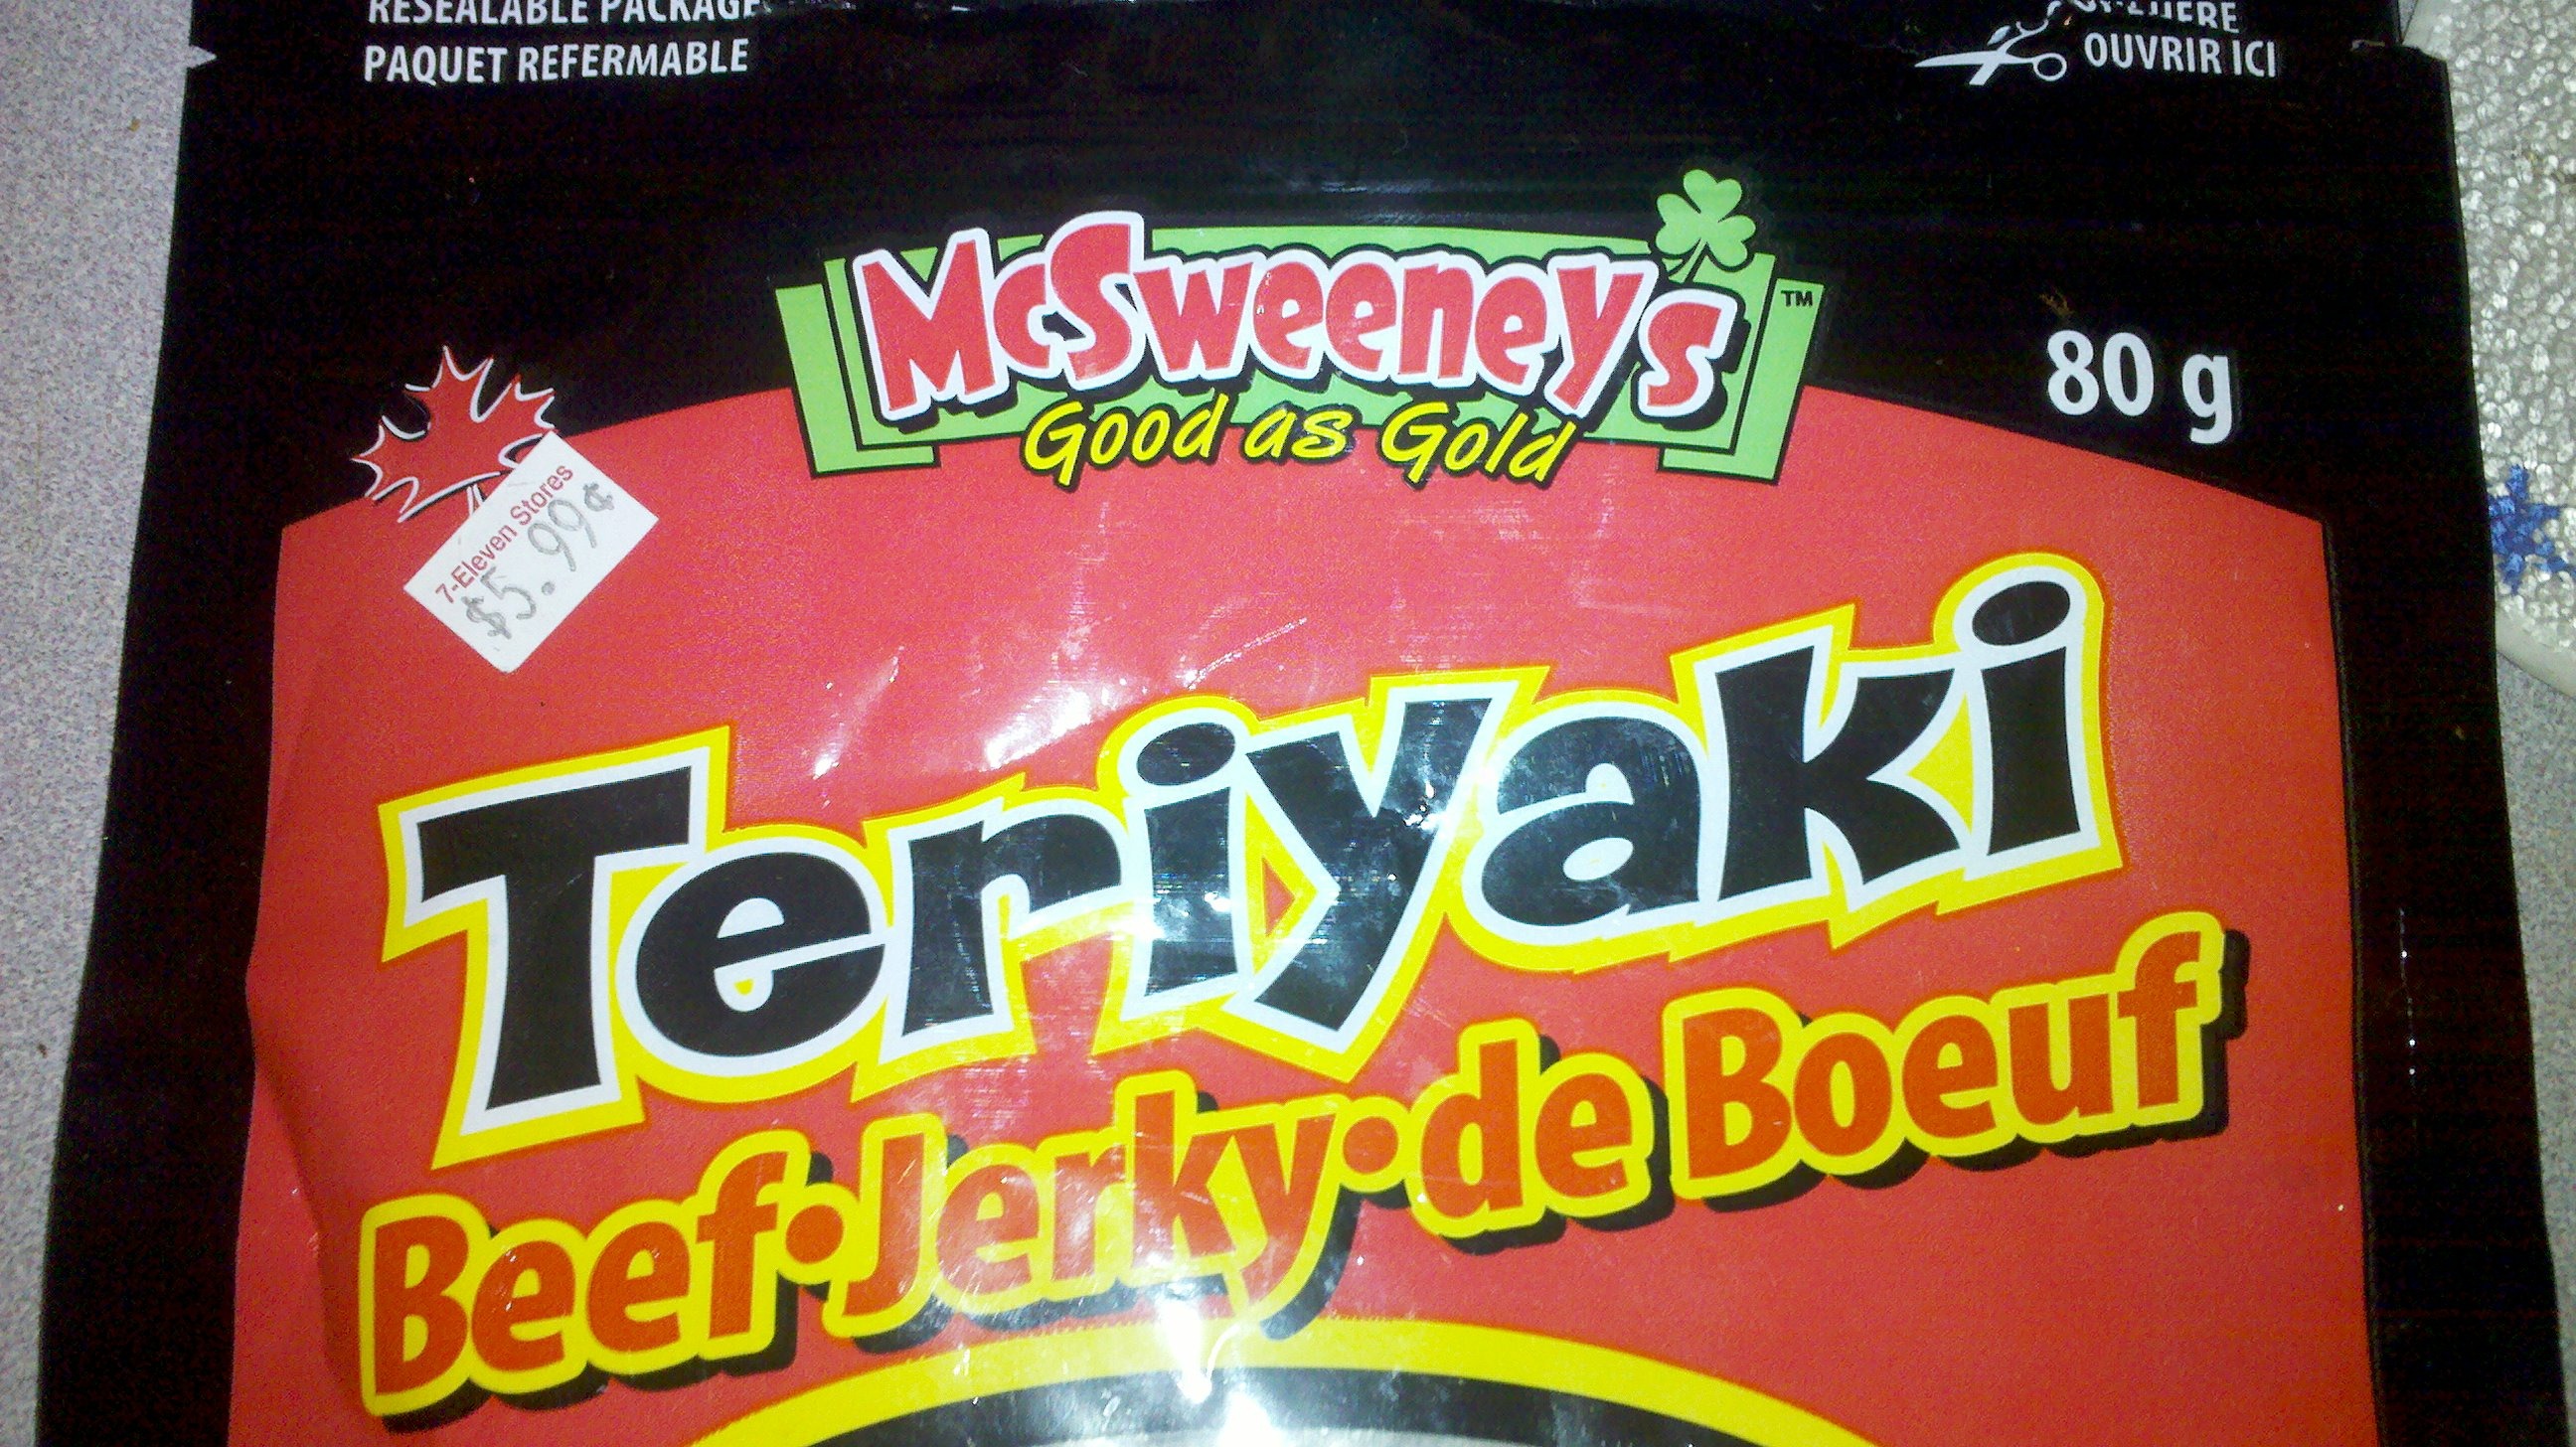 RESEALABLE PACKAGE
PAQUET REFERMABLE
HERE
OUVRIR ICI
McSweeney's
TM
Good as Gold
80 g
7-Eleven Stores
$5.99¢
Teriyaki
Beef•Jerky•de Boeuf